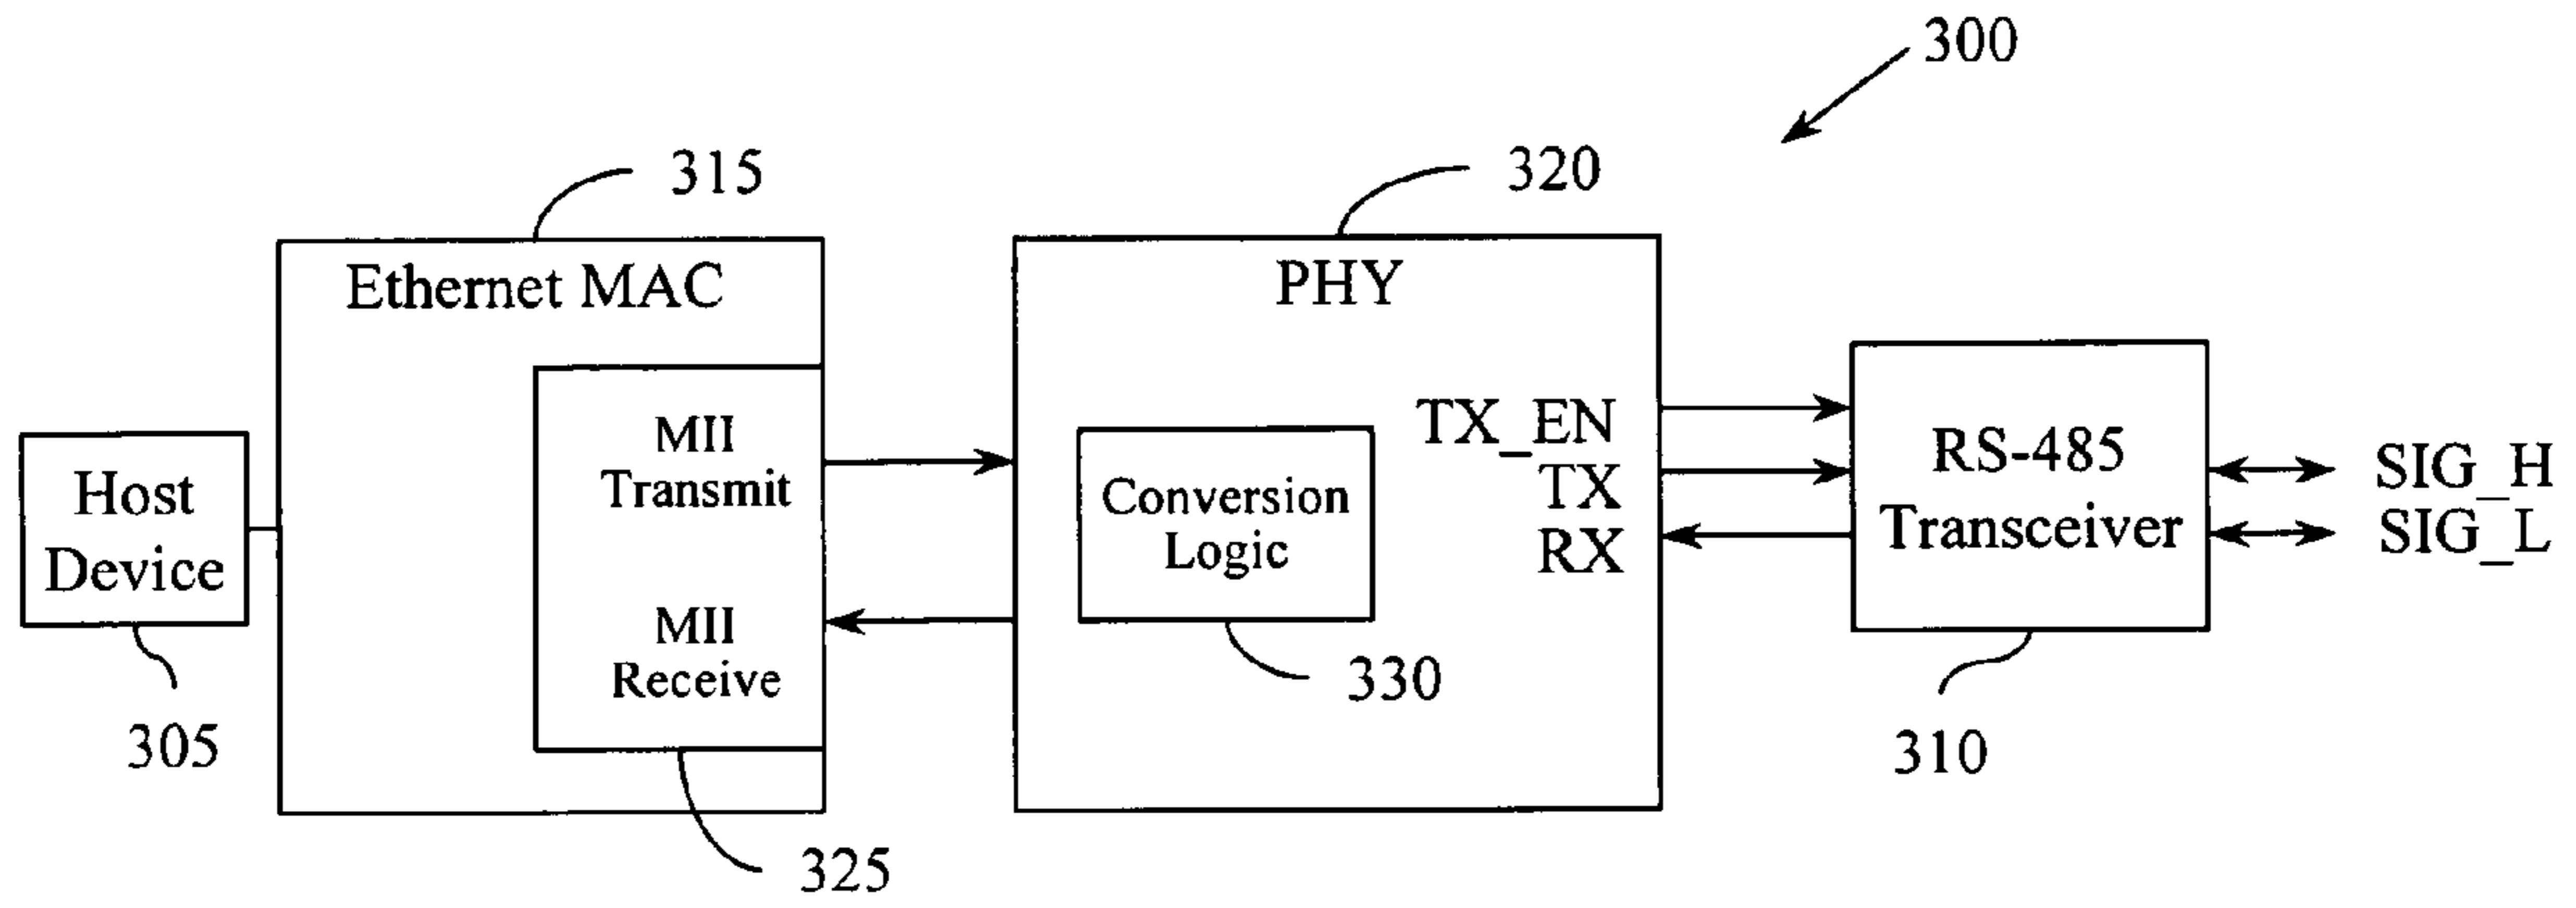 300
315
320
Ethernet MAC
PHY
MII
Transmit
MII
Receive
Host
Device
Conversion
Logic
TX_EN
TX
RX
RS-485
Transceiver
SIG_H
SIG_L
305
325
330
310